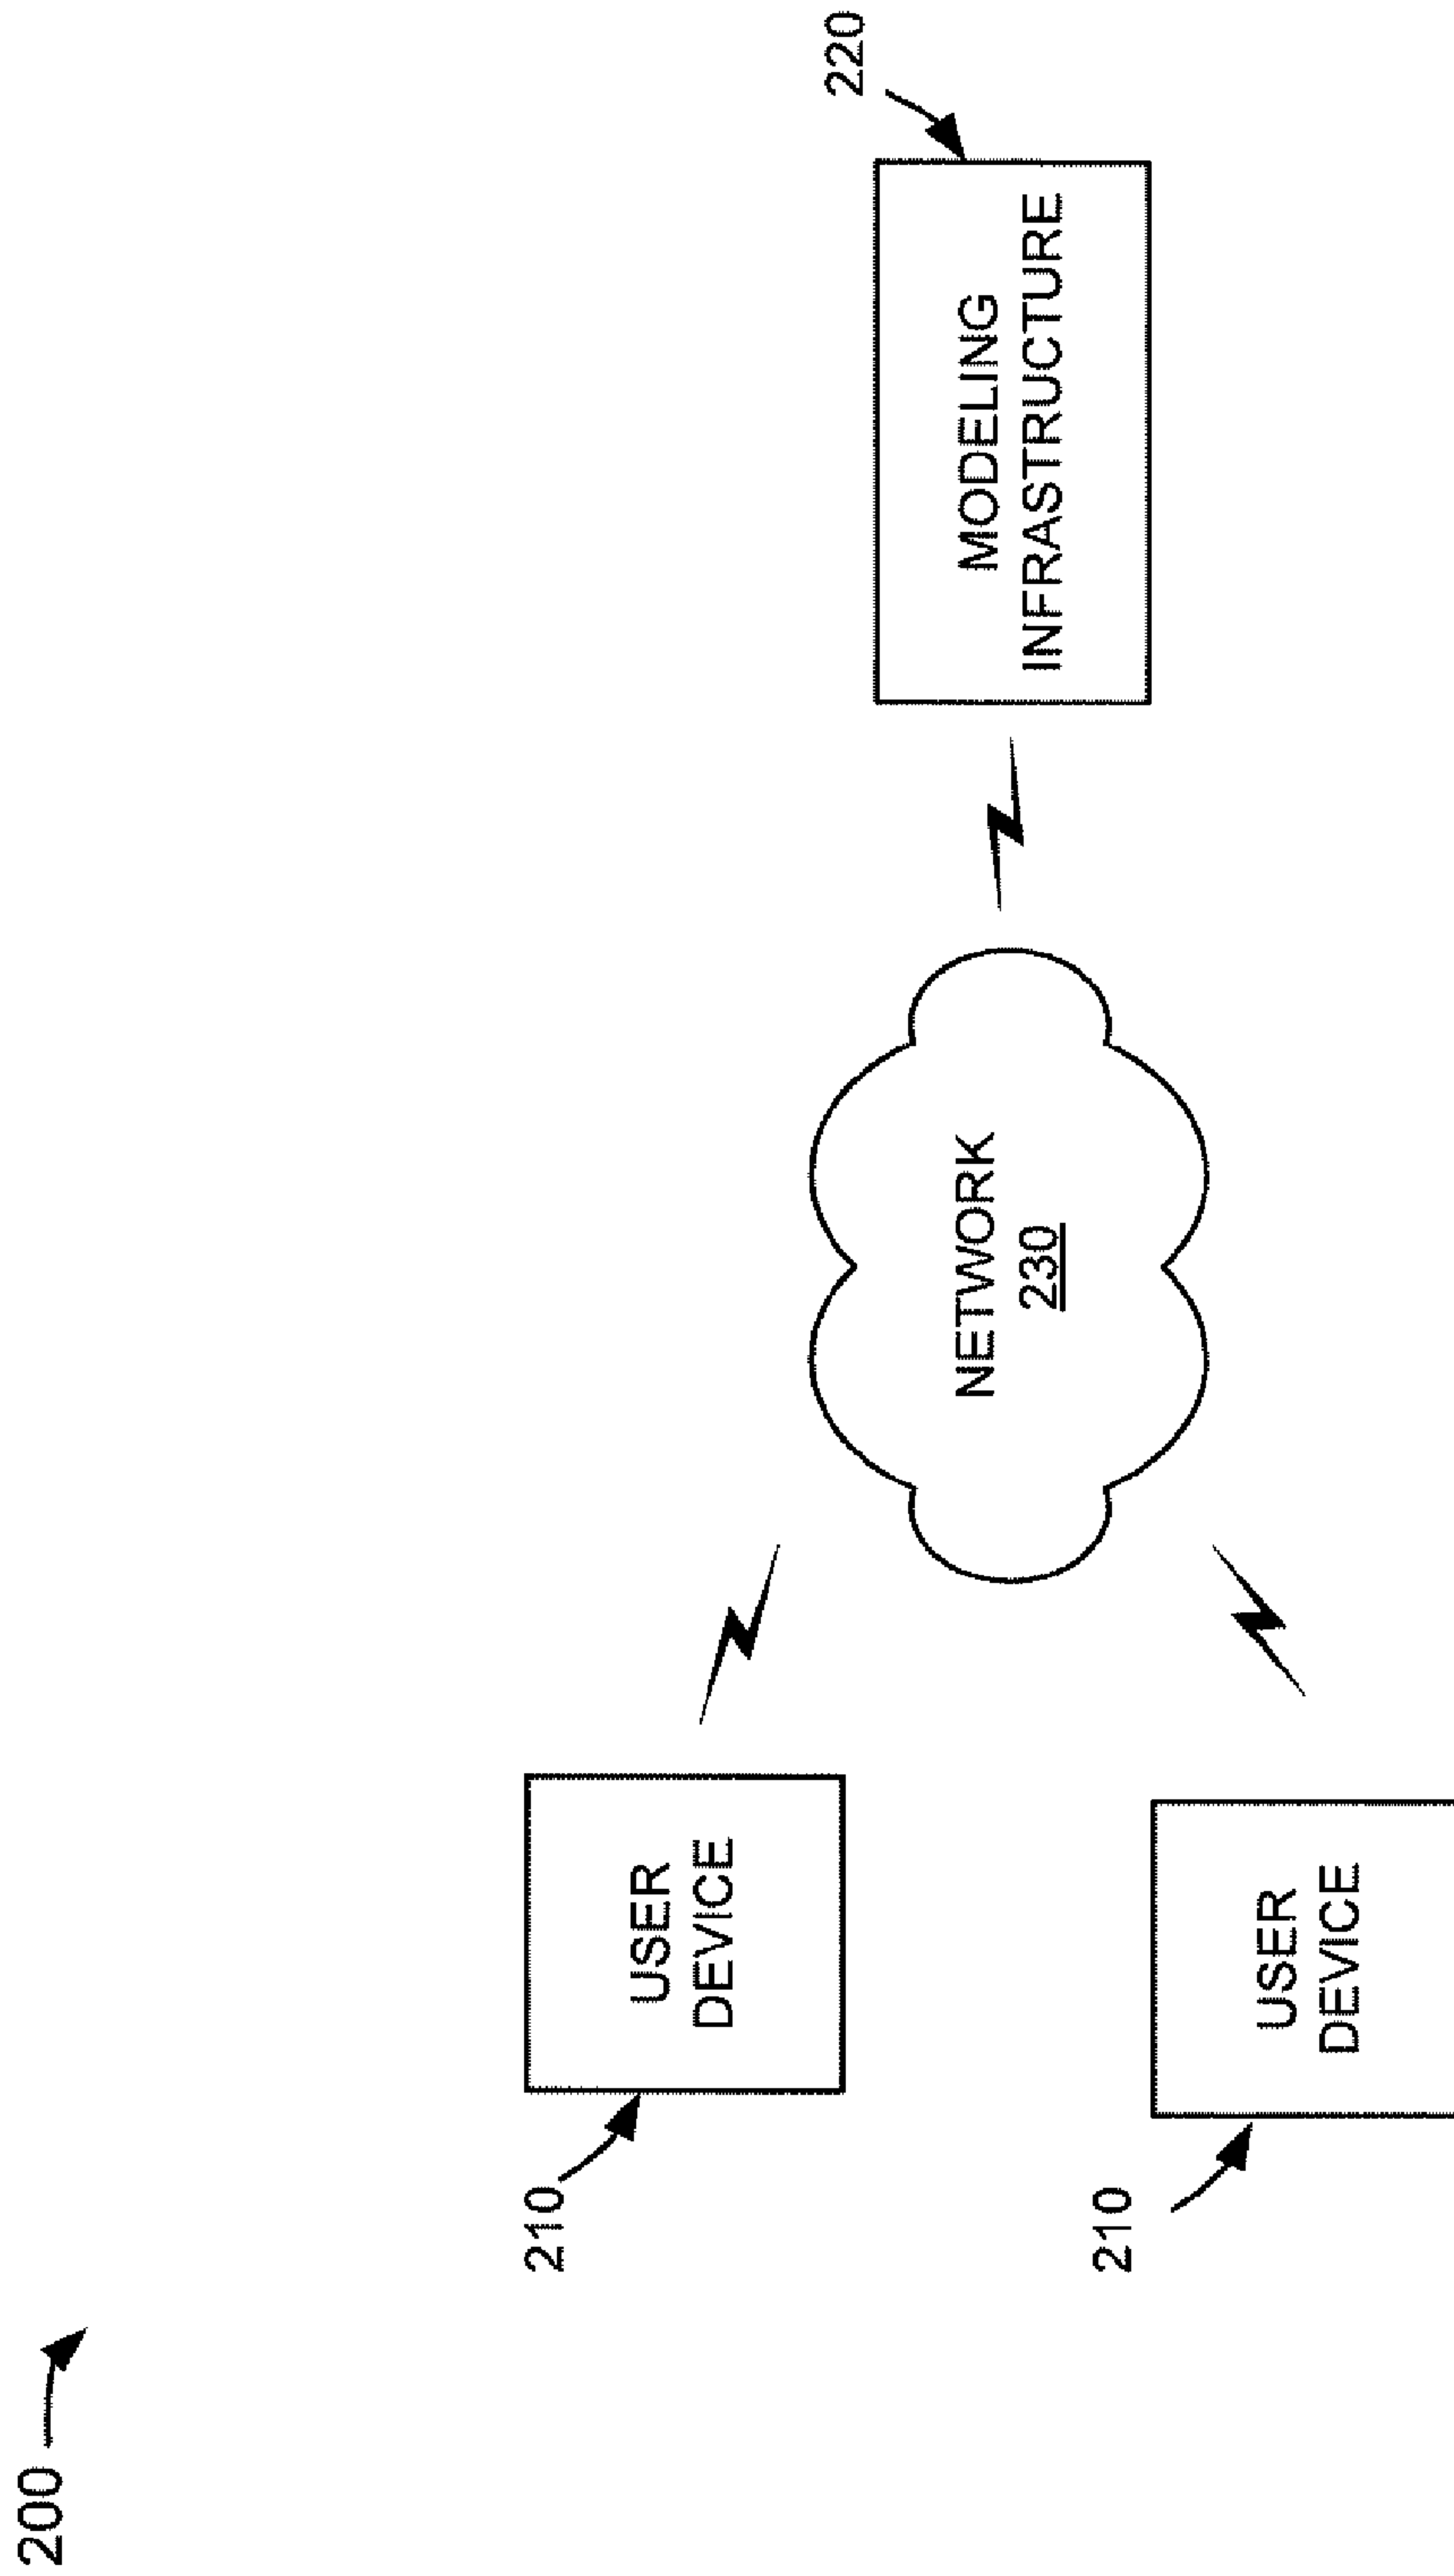 200
210
USER
DEVICE
210
USER
DEVICE
NETWORK
230
220
MODELING
INFRASTRUCTURE